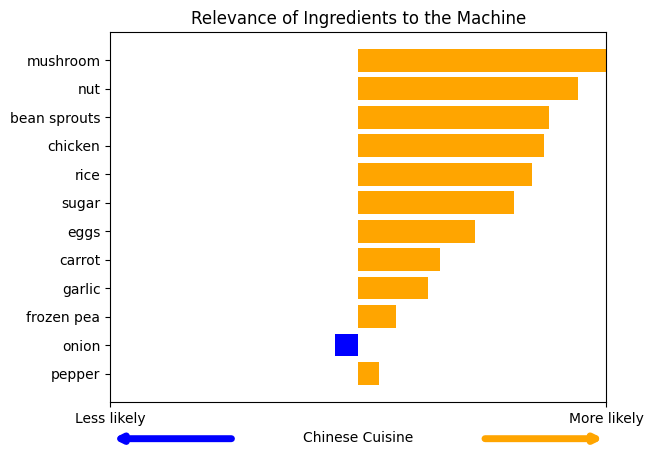 Relevance of Ingredients to the Machine
mushroom
nut
bean sprouts
chicken
rice
sugar
eggs
carrot
garlic
frozen pea
onion
pepper
Less likely
More likely
Chinese Cuisine